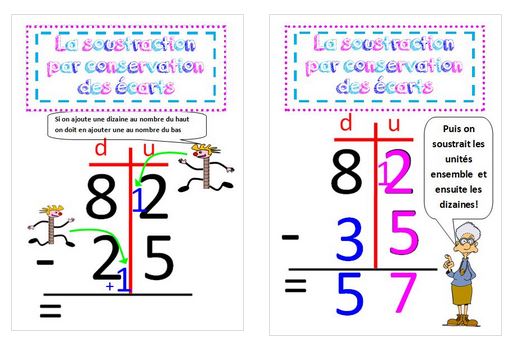 La soustraction
par conservation
des écarts
Si on ajoute une dizaine au nombre du haut
on doit en ajouter une au nombre du bas
d u
8 12
- 2 +1 5
=
La soustraction
par conservation
des écarts
d u
8 12
- 3 5
= 5 7
Puis on
soustrait les
unités
ensemble et
ensuite les
dizaines!